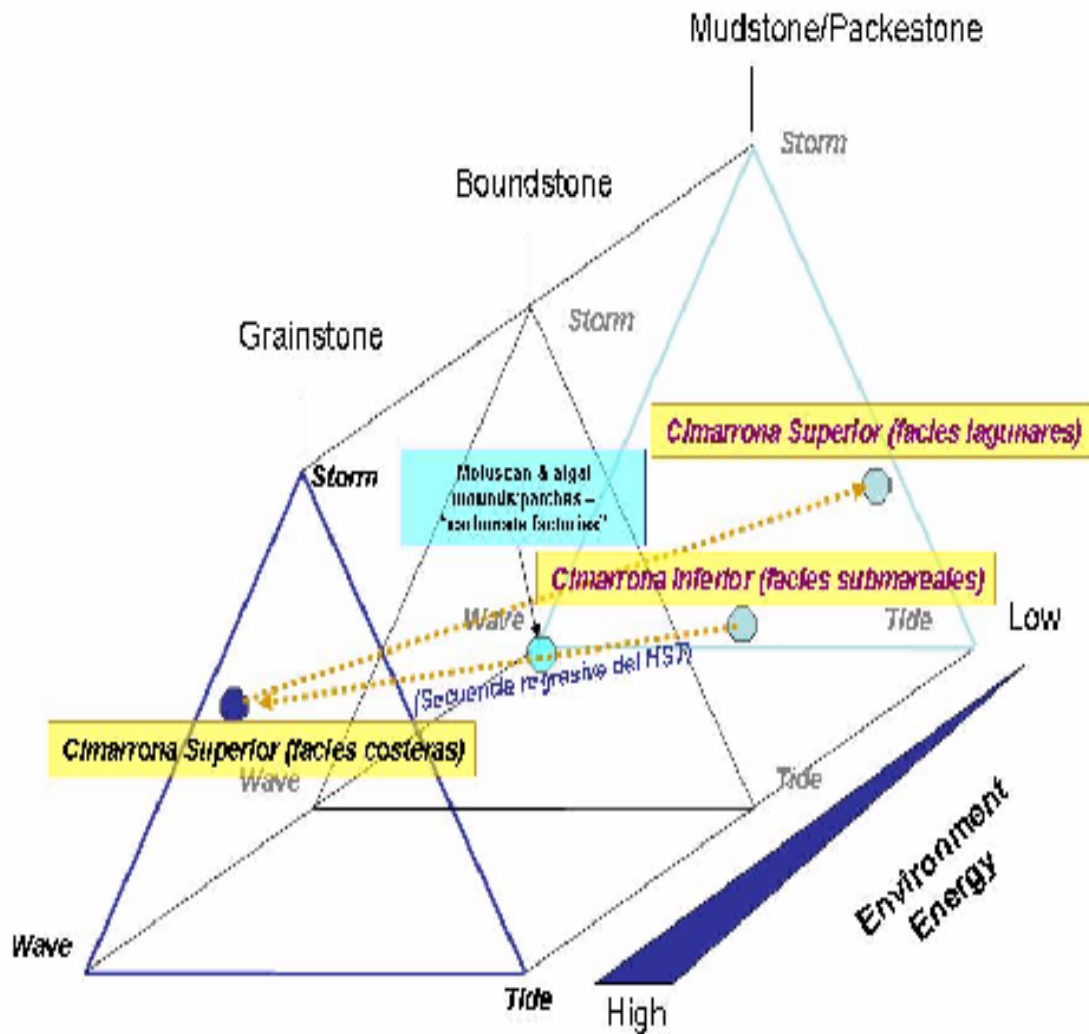 Mudstone/Packestone
Storm
Boundstone
Storm
Grainstone
Storm
Cimarrona Superior (facies lagunares)
Moluscan & algal
mounds/patches –
"carbonate factories"
Cimarrona Inferior (facies submareales)
Wave
Tide
Low
(Secuencia regresiva del HST)
Cimarrona Superior (facies costeras)
Wave
Tide
Environment
Energy
Wave
Tide
High